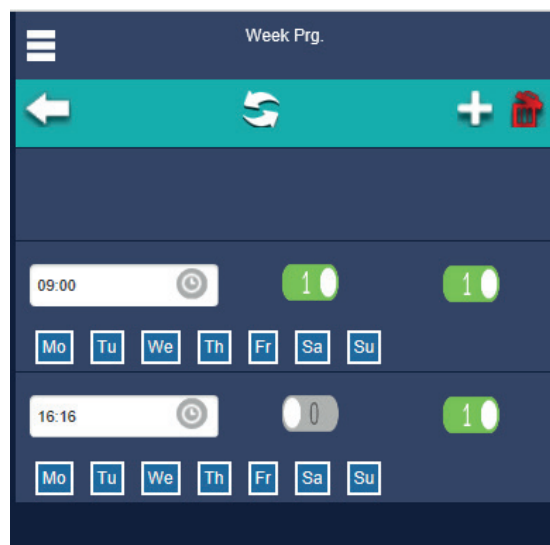 Week Prg.
09:00 1 1
Mo Tu We Th Fr Sa Su
16:16 0 1
Mo Tu We Th Fr Sa Su